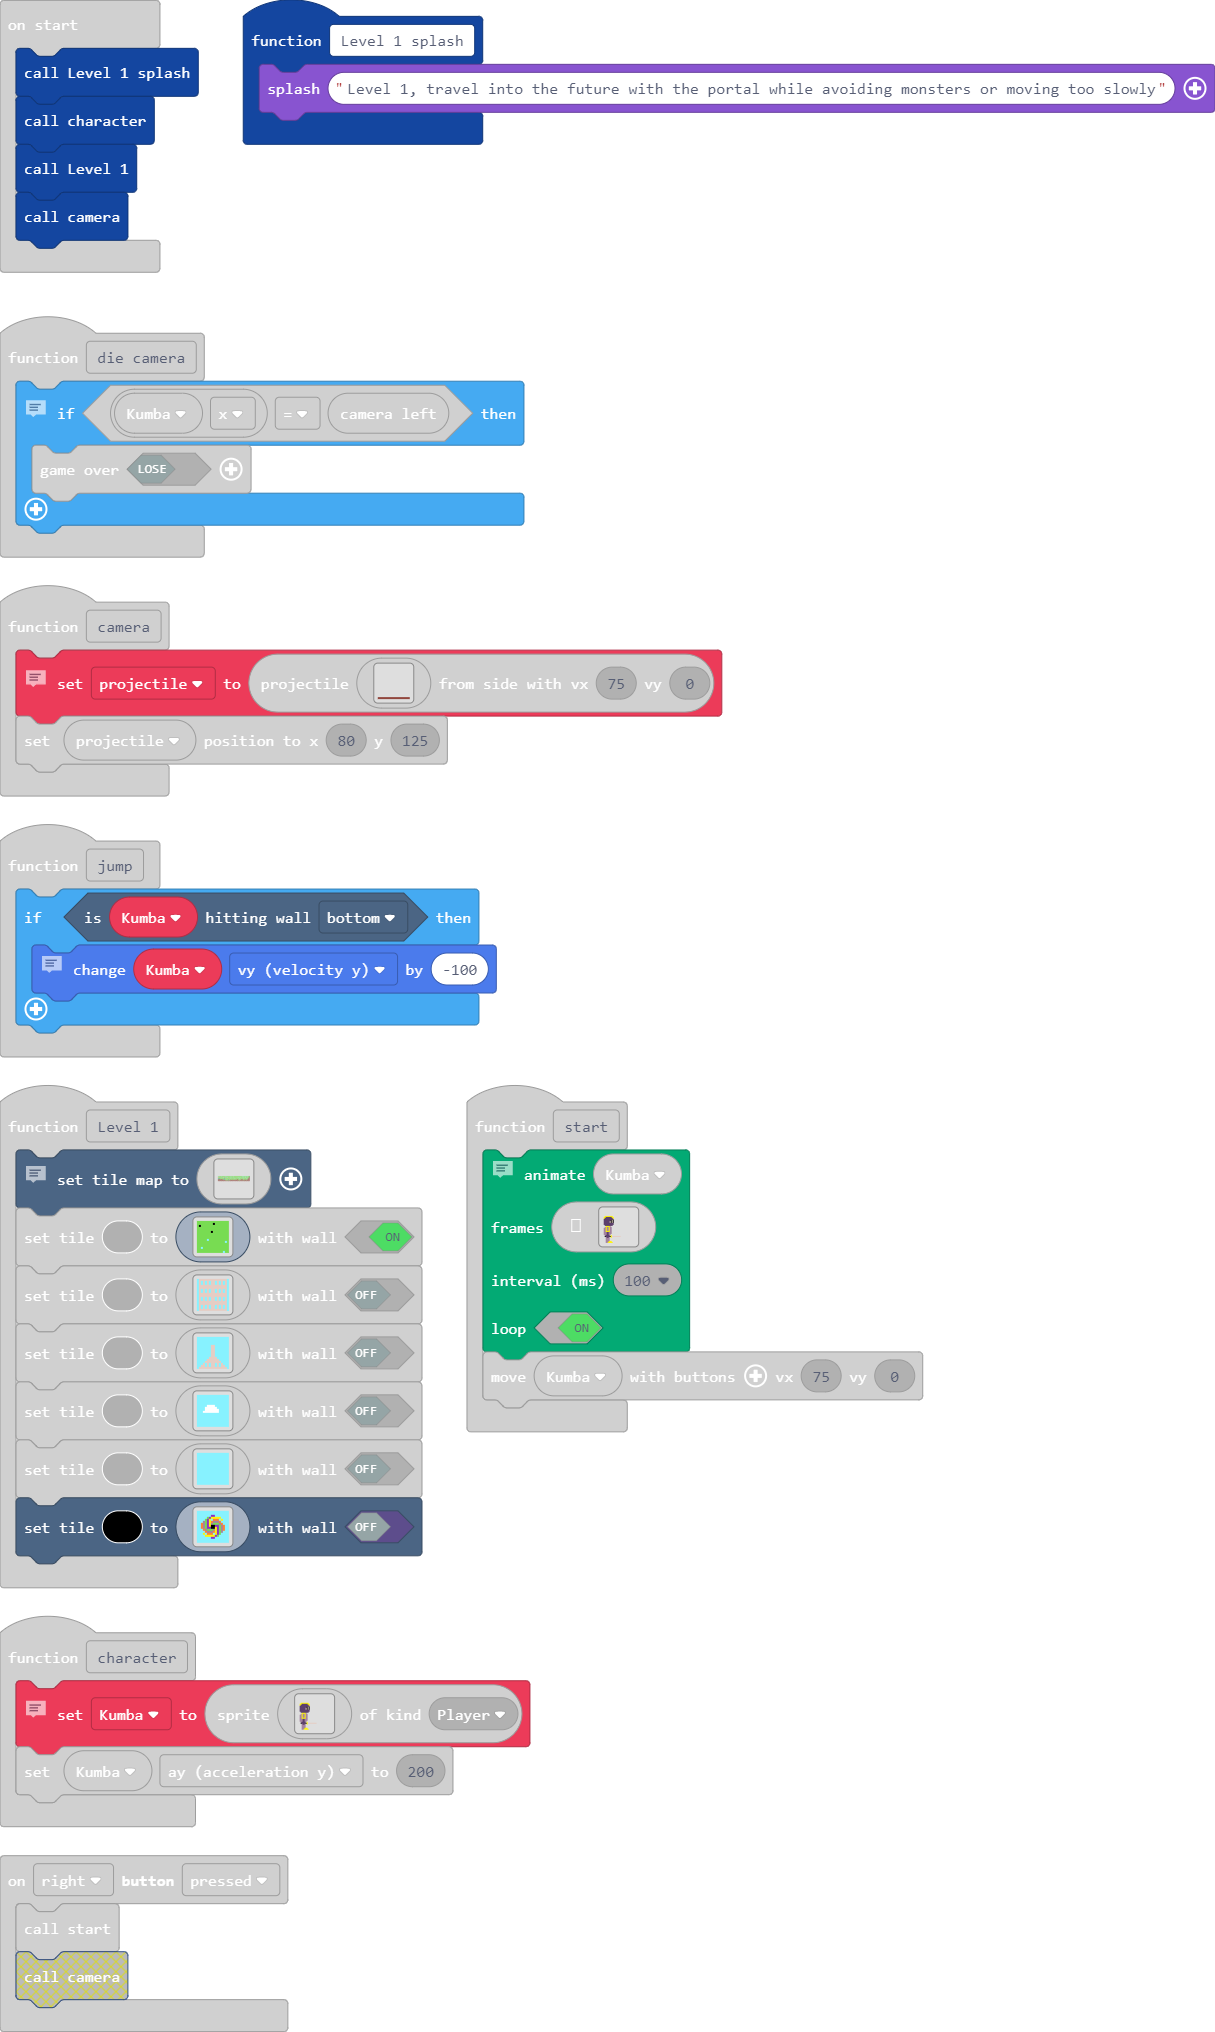 on start
call Level 1 splash
call character
call Level 1
call camera
function Level 1 splash
splash "Level 1, travel into the future with the portal while avoiding monsters or moving too slowly"
function die camera
if Kumba x = camera left then
game over LOSE
function camera
set projectile to projectile from side with vx 75 vy 0
set projectile position to x 80 y 125
function jump
if is Kumba hitting wall bottom then
change Kumba vy (velocity y) by -100
function Level 1
set tile map to
set tile to with wall ON
set tile to with wall OFF
set tile to with wall OFF
set tile to with wall OFF
set tile to with wall OFF
set tile to with wall OFF
function start
animate Kumba
frames
interval (ms) 100
loop ON
move Kumba with buttons vx 75 vy 0
function character
set Kumba to sprite of kind Player
set Kumba ay (acceleration y) to 200
on right button pressed
call start
call camera